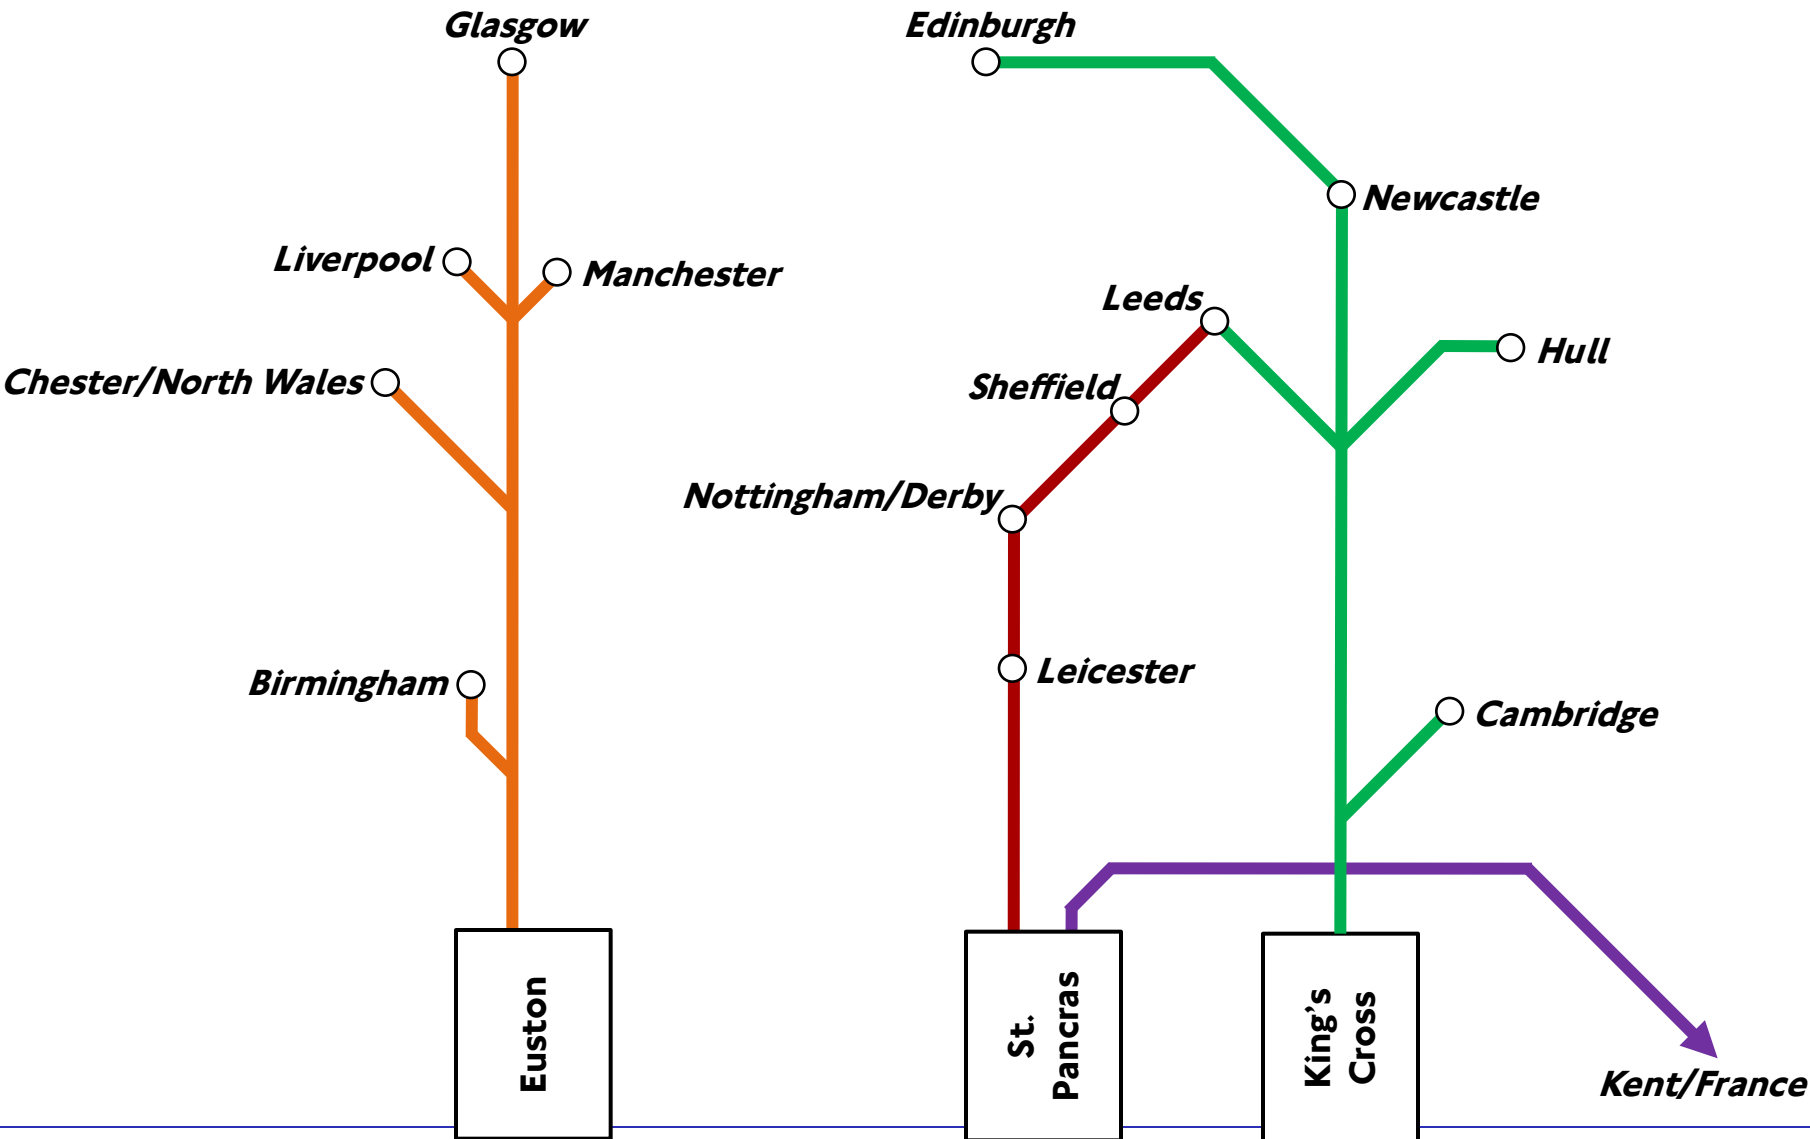 Glasgow
Edinburgh
Newcastle
Liverpool
Manchester
Leeds
Hull
Chester/North Wales
Sheffield
Nottingham/Derby
Leicester
Birmingham
Cambridge
Euston
St.
Pancras
King’s
Cross
Kent/France